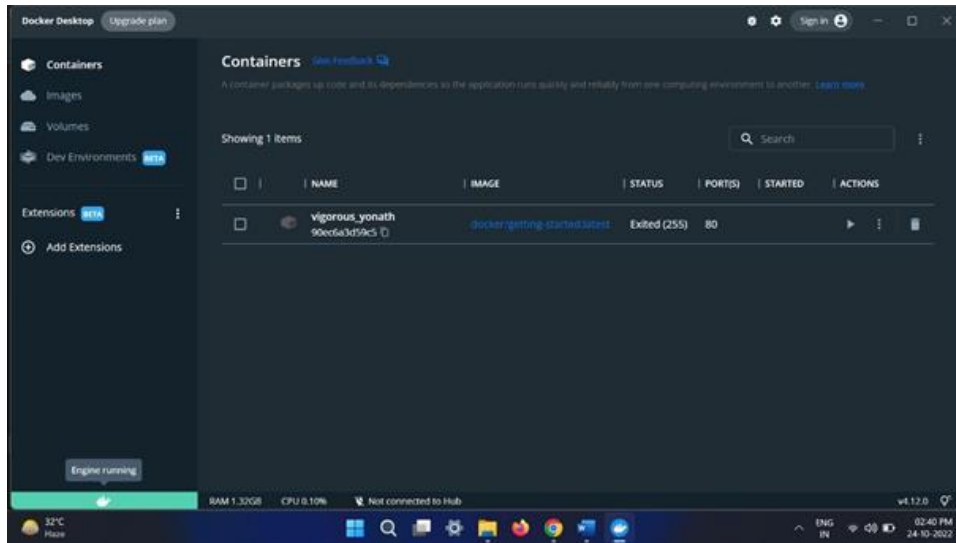 Docker Desktop Upgrade plan Sign in
Containers
Images
Volumes
Dev Environments BETA
Extensions BETA
Add Extensions
Containers Give Feedback
A container packages up code and its dependencies so the application runs quickly and reliably from one computing environment to another. Learn more
Showing 1 items
Search
NAME IMAGE STATUS PORT(S) STARTED ACTIONS
vigorous_yonath docker/getting-started:latest Exited (255) 80
90ec6a3d59c5
Engine running
RAM 1.32GB CPU 0.10% Not connected to Hub v4.12.0
32°C ENG 02:40 PM
Haze IN 24-10-2022